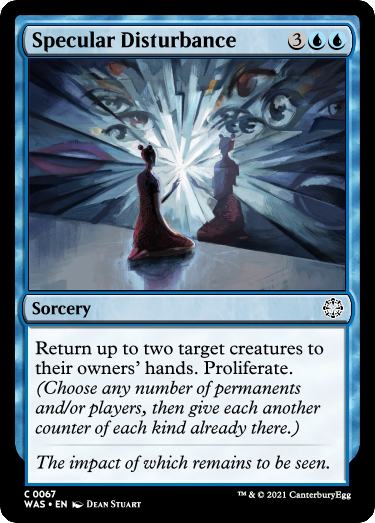 Specular Disturbance 3
Sorcery
Return up to two target creatures to
their owners' hands. Proliferate.
(Choose any number of permanents
and/or players, then give each another
counter of each kind already there.)
The impact of which remains to be seen.
C 0067
WAS • EN Dean Stuart
™ & © 2021 CanterburyEgg